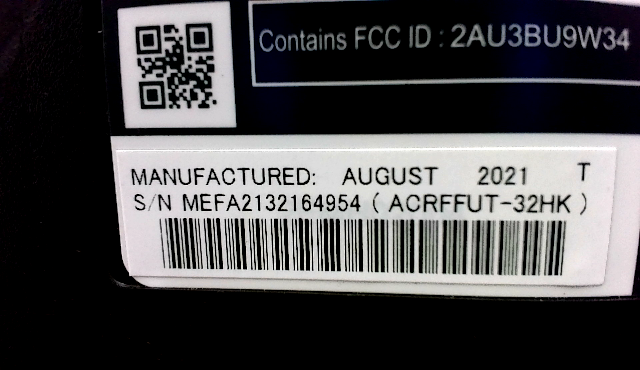 Contains FCC ID : 2AU3BU9W34
MANUFACTURED: AUGUST 2021 T
S/N MEFA2132164954 ( ACRFFUT-32HK )